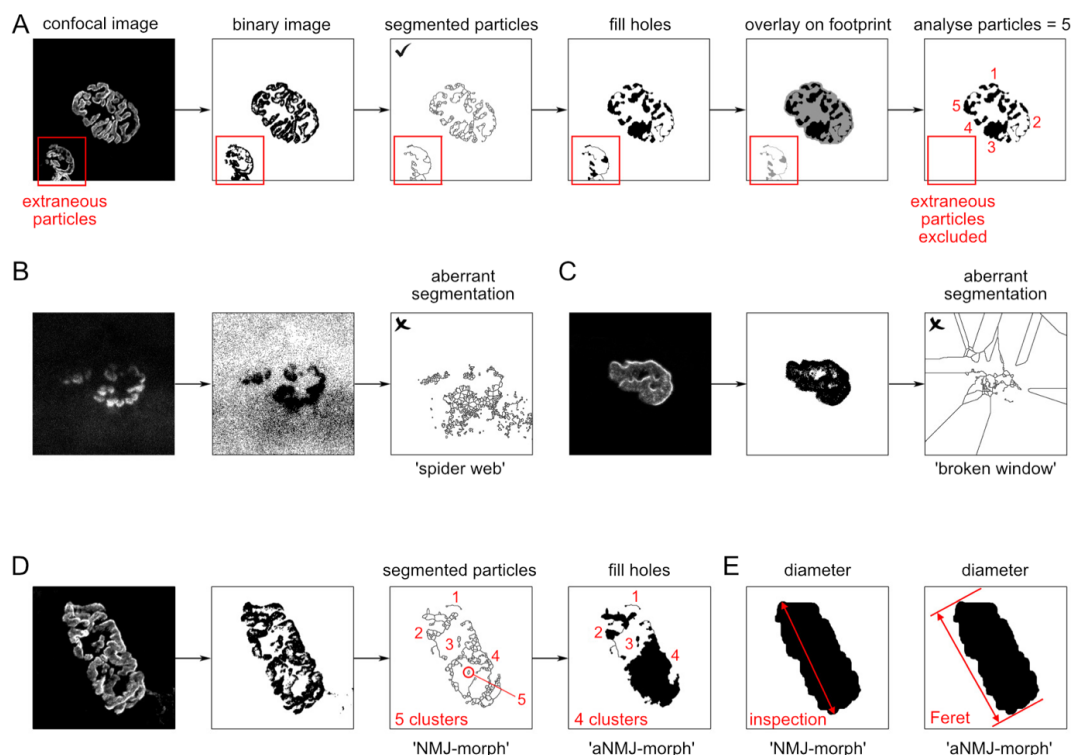 A
confocal image
binary image
segmented particles
fill holes
overlay on footprint
analyse particles = 5
1
5
2
4
3
extraneous
particles
extraneous
particles
excluded
B
aberrant
segmentation
'spider web'
C
aberrant
segmentation
'broken window'
D
segmented particles
1
2
3
4
5
5 clusters
'NMJ-morph'
fill holes
1
2
3
4
4 clusters
'aNMJ-morph'
E
diameter
inspection
'NMJ-morph'
diameter
Feret
'aNMJ-morph'